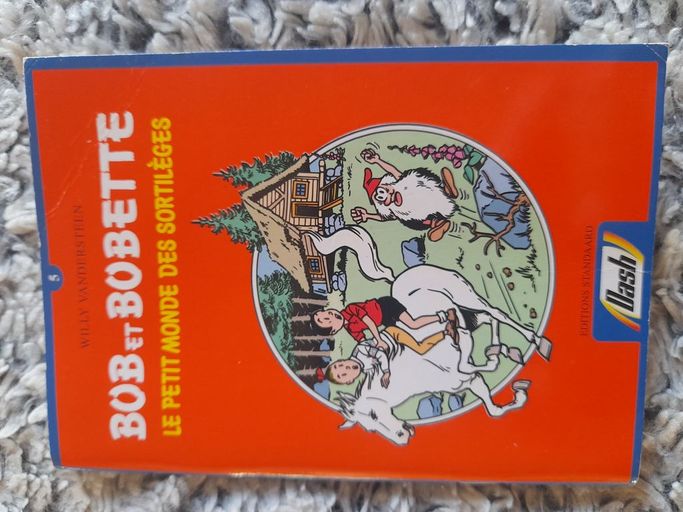 5
WILLY VANDERSTEEN
BOB ET BOBETTE
LE PETIT MONDE DES SORTILÈGES
EDITIONS STANDAARD
Dash